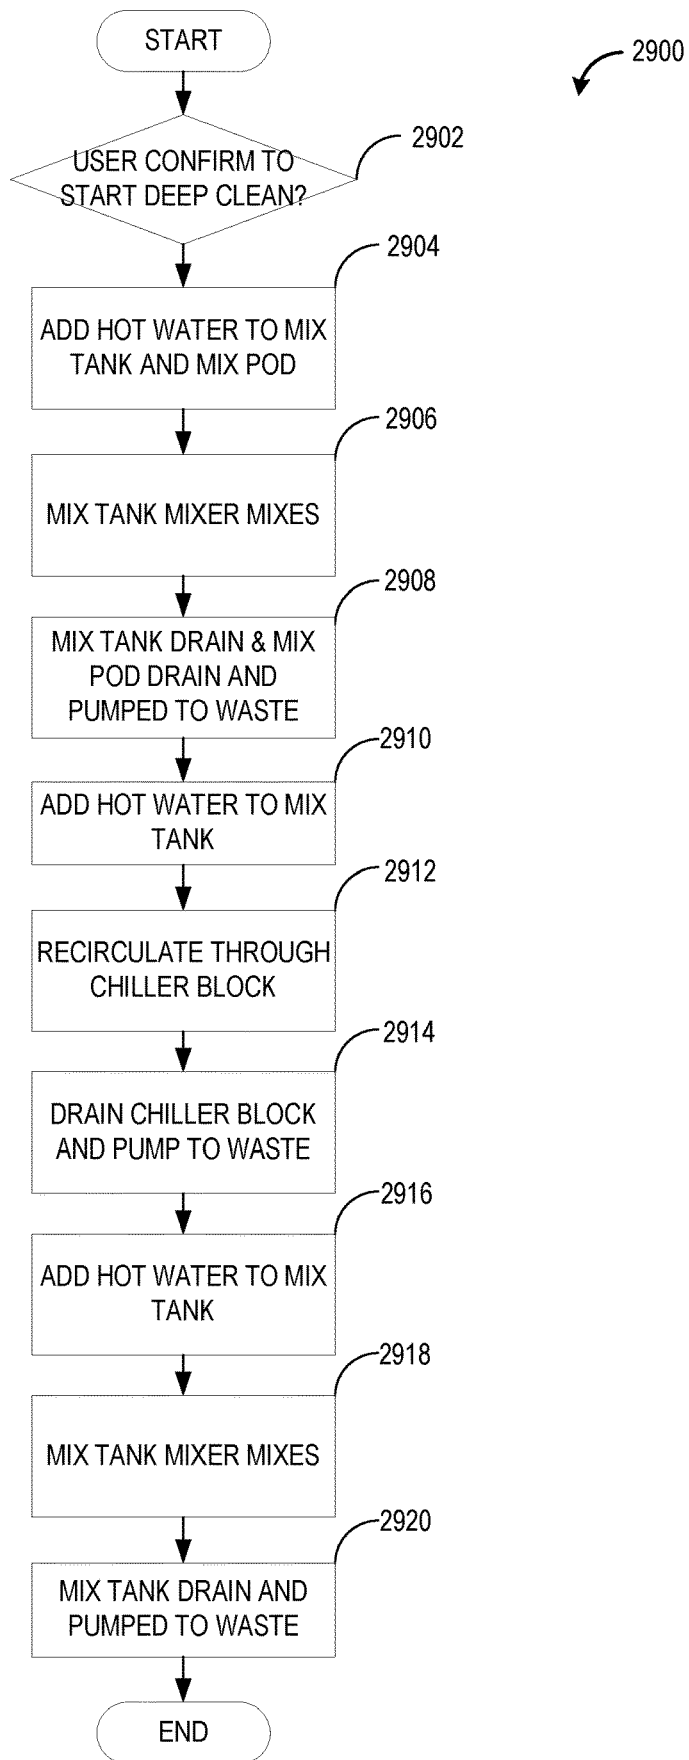 START
2900
2902
USER CONFIRM TO
START DEEP CLEAN?
2904
ADD HOT WATER TO MIX
TANK AND MIX POD
2906
MIX TANK MIXER MIXES
2908
MIX TANK DRAIN & MIX
POD DRAIN AND
PUMPED TO WASTE
2910
ADD HOT WATER TO MIX
TANK
2912
RECIRCULATE THROUGH
CHILLER BLOCK
2914
DRAIN CHILLER BLOCK
AND PUMP TO WASTE
2916
ADD HOT WATER TO MIX
TANK
2918
MIX TANK MIXER MIXES
2920
MIX TANK DRAIN AND
PUMPED TO WASTE
END